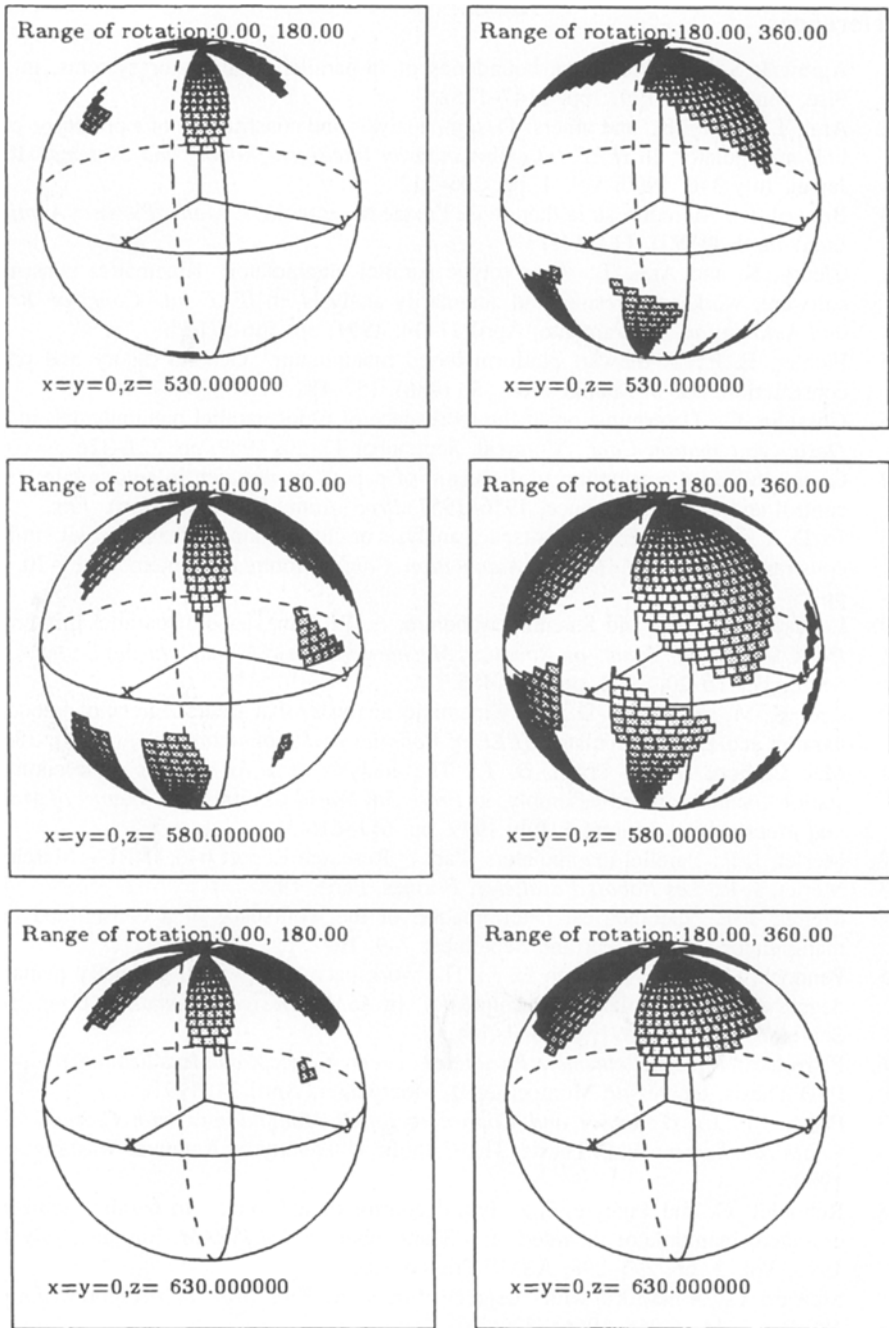 Range of rotation:0.00, 180.00
x
y
x=y=0,z= 530.000000
Range of rotation:180.00, 360.00
x
y
x=y=0,z= 530.000000
Range of rotation:0.00, 180.00
x
y
x=y=0,z= 580.000000
Range of rotation:180.00, 360.00
x
y
x=y=0,z= 580.000000
Range of rotation:0.00, 180.00
x
y
x=y=0,z= 630.000000
Range of rotation:180.00, 360.00
x
y
x=y=0,z= 630.000000